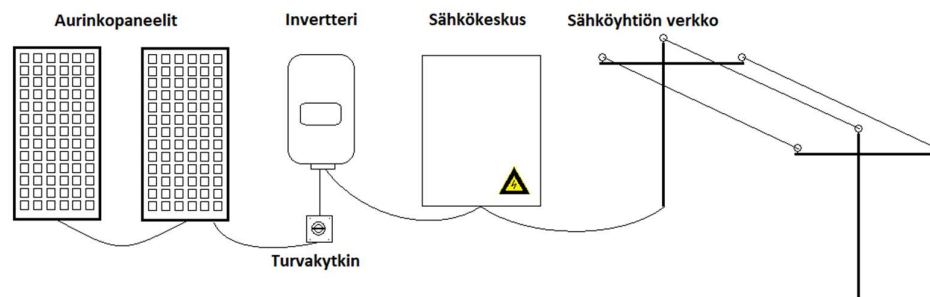 Aurinkopaneelit
Invertteri
Sähkökeskus
Sähköyhtiön verkko
Turvakytkin